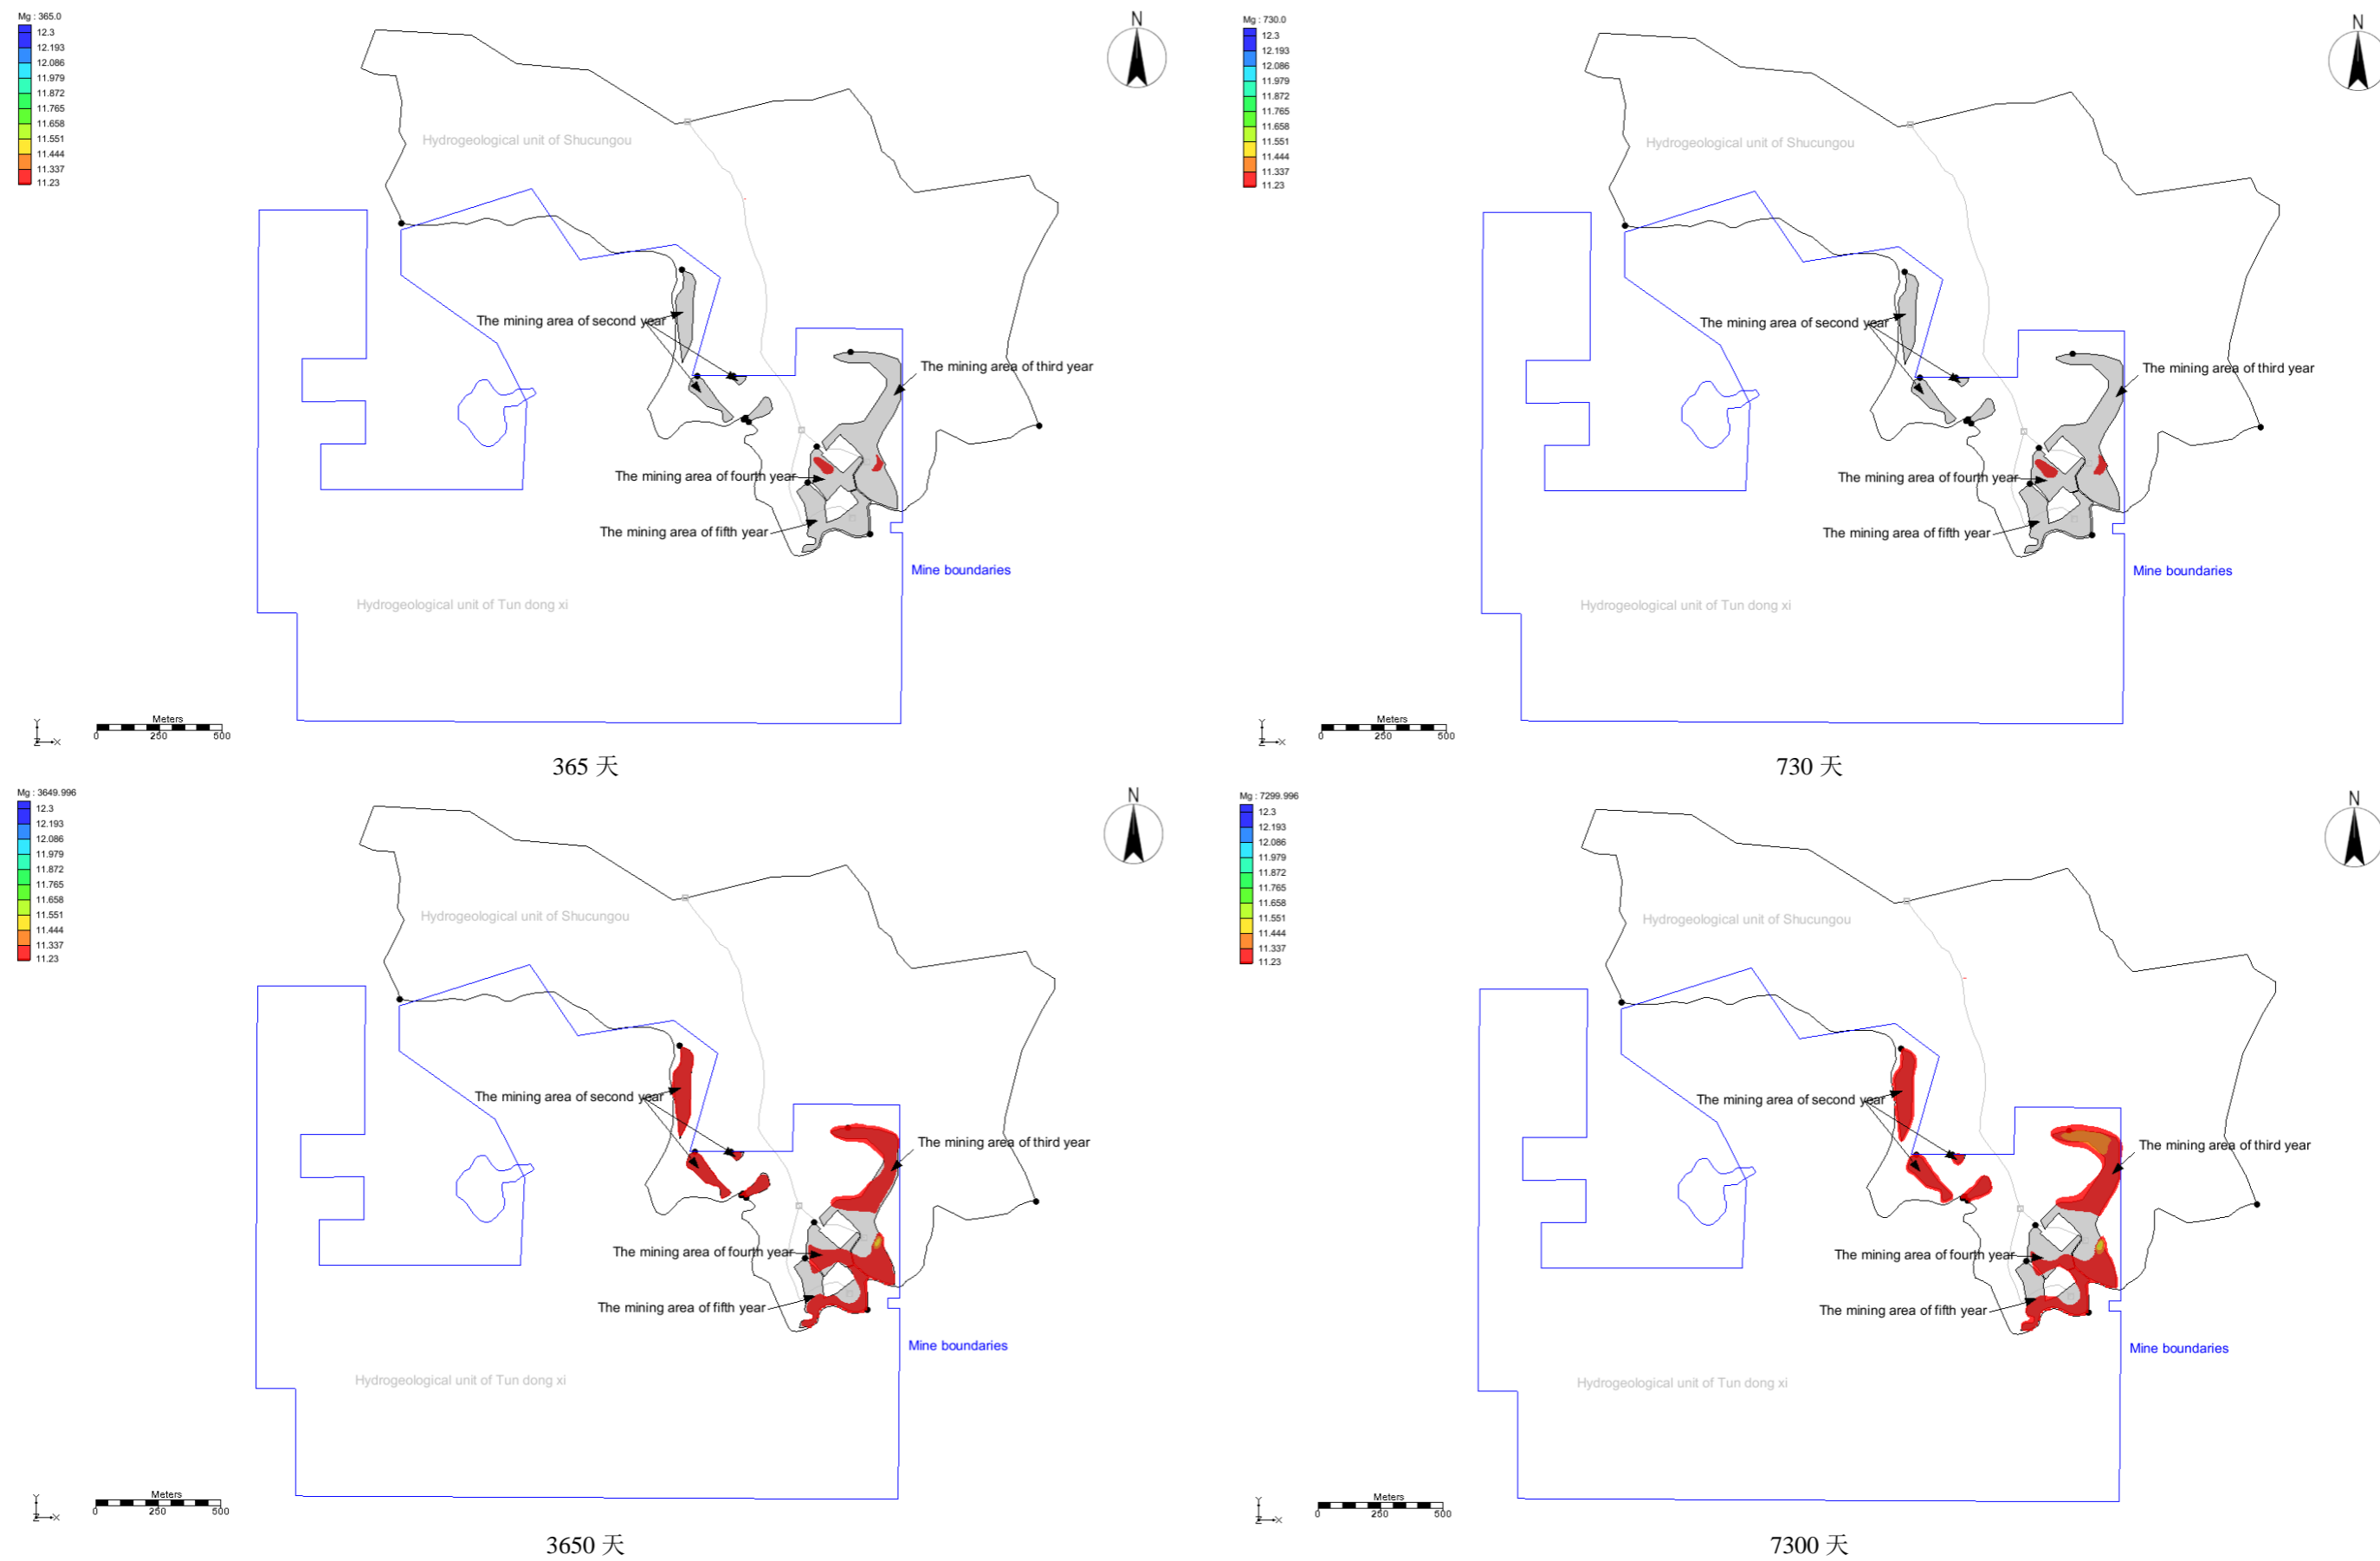 Mg : 365.0
12.3
12.193
12.086
11.979
11.872
11.765
11.658
11.551
11.444
11.337
11.23
N
Hydrogeological unit of Shucungou
The mining area of second year
The mining area of third year
The mining area of fourth year
The mining area of fifth year
Mine boundaries
Hydrogeological unit of Tun dong xi
Y
Z X
Meters
0 250 500
365 天
Mg : 730.0
12.3
12.193
12.086
11.979
11.872
11.765
11.658
11.551
11.444
11.337
11.23
N
Hydrogeological unit of Shucungou
The mining area of second year
The mining area of third year
The mining area of fourth year
The mining area of fifth year
Mine boundaries
Hydrogeological unit of Tun dong xi
Y
Z X
Meters
0 250 500
730 天
Mg : 3649.996
12.3
12.193
12.086
11.979
11.872
11.765
11.658
11.551
11.444
11.337
11.23
N
Hydrogeological unit of Shucungou
The mining area of second year
The mining area of third year
The mining area of fourth year
The mining area of fifth year
Mine boundaries
Hydrogeological unit of Tun dong xi
Y
Z X
Meters
0 250 500
3650 天
Mg : 7299.996
12.3
12.193
12.086
11.979
11.872
11.765
11.658
11.551
11.444
11.337
11.23
N
Hydrogeological unit of Shucungou
The mining area of second year
The mining area of third year
The mining area of fourth year
The mining area of fifth year
Mine boundaries
Hydrogeological unit of Tun dong xi
Y
Z X
Meters
0 250 500
7300 天